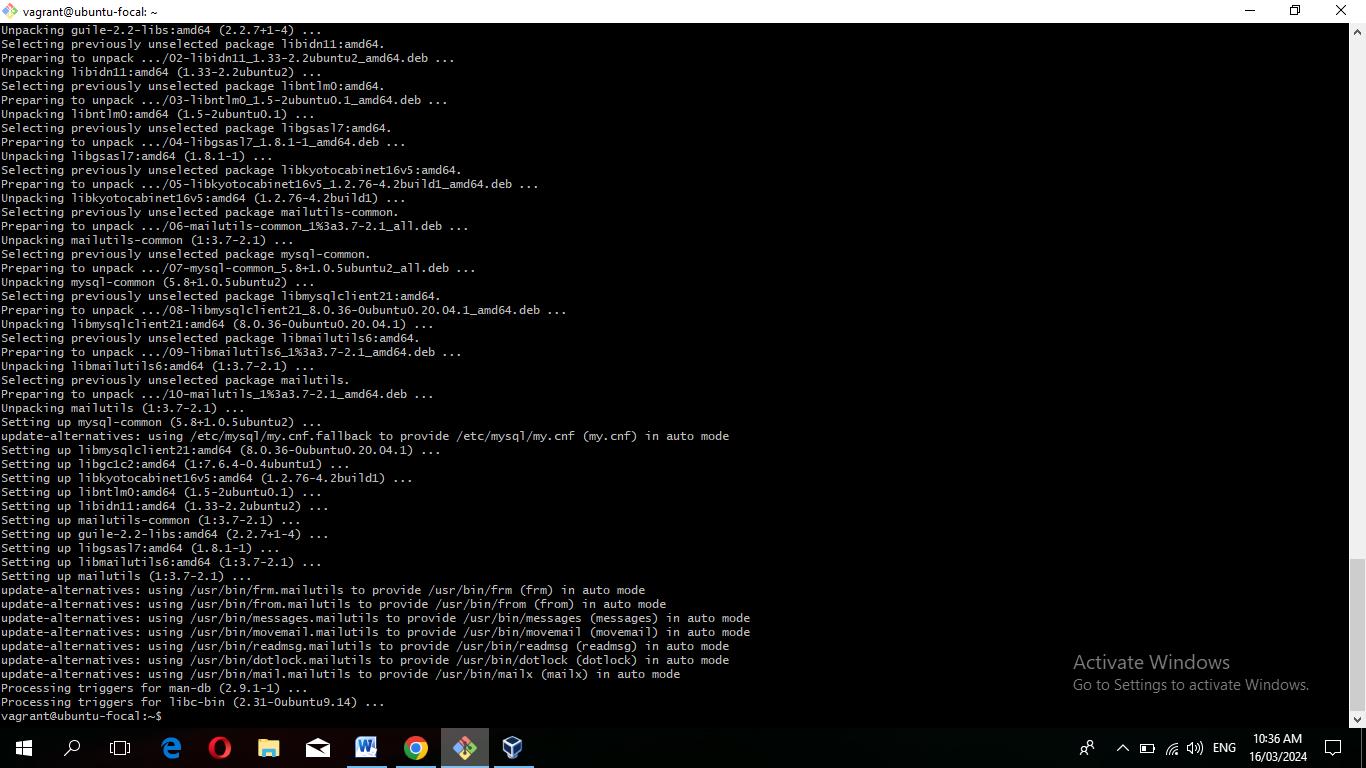 vagrant@ubuntu-focal: ~
Unpacking guile-2.2-libs:amd64 (2.2.7+1-4) ...
Selecting previously unselected package libidn11:amd64.
Preparing to unpack .../02-libidn11_1.33-2.2ubuntu2_amd64.deb ...
Unpacking libidn11:amd64 (1.33-2.2ubuntu2) ...
Selecting previously unselected package libntlm0:amd64.
Preparing to unpack .../03-libntlm0_1.5-2ubuntu0.1_amd64.deb ...
Unpacking libntlm0:amd64 (1.5-2ubuntu0.1) ...
Selecting previously unselected package libgsasl7:amd64.
Preparing to unpack .../04-libgsasl7_1.8.1-1_amd64.deb ...
Unpacking libgsasl7:amd64 (1.8.1-1) ...
Selecting previously unselected package libkyotocabinet16v5:amd64.
Preparing to unpack .../05-libkyotocabinet16v5_1.2.76-4.2build1_amd64.deb ...
Unpacking libkyotocabinet16v5:amd64 (1.2.76-4.2build1) ...
Selecting previously unselected package mailutils-common.
Preparing to unpack .../06-mailutils-common_1%3a3.7-2.1_all.deb ...
Unpacking mailutils-common (1:3.7-2.1) ...
Selecting previously unselected package mysql-common.
Preparing to unpack .../07-mysql-common_5.8+1.0.5ubuntu2_all.deb ...
Unpacking mysql-common (5.8+1.0.5ubuntu2) ...
Selecting previously unselected package libmysqlclient21:amd64.
Preparing to unpack .../08-libmysqlclient21_8.0.36-0ubuntu0.20.04.1_amd64.deb ...
Unpacking libmysqlclient21:amd64 (8.0.36-0ubuntu0.20.04.1) ...
Selecting previously unselected package libmailutils6:amd64.
Preparing to unpack .../09-libmailutils6_1%3a3.7-2.1_amd64.deb ...
Unpacking libmailutils6:amd64 (1:3.7-2.1) ...
Selecting previously unselected package mailutils.
Preparing to unpack .../10-mailutils_1%3a3.7-2.1_amd64.deb ...
Unpacking mailutils (1:3.7-2.1) ...
Setting up mysql-common (5.8+1.0.5ubuntu2) ...
update-alternatives: using /etc/mysql/my.cnf.fallback to provide /etc/mysql/my.cnf (my.cnf) in auto mode
Setting up libmysqlclient21:amd64 (8.0.36-0ubuntu0.20.04.1) ...
Setting up libgc1c2:amd64 (1:7.6.4-0.4ubuntu1) ...
Setting up libkyotocabinet16v5:amd64 (1.2.76-4.2build1) ...
Setting up libntlm0:amd64 (1.5-2ubuntu0.1) ...
Setting up libidn11:amd64 (1.33-2.2ubuntu2) ...
Setting up mailutils-common (1:3.7-2.1) ...
Setting up guile-2.2-libs:amd64 (2.2.7+1-4) ...
Setting up libgsasl7:amd64 (1.8.1-1) ...
Setting up libmailutils6:amd64 (1:3.7-2.1) ...
Setting up mailutils (1:3.7-2.1) ...
update-alternatives: using /usr/bin/frm.mailutils to provide /usr/bin/frm (frm) in auto mode
update-alternatives: using /usr/bin/from.mailutils to provide /usr/bin/from (from) in auto mode
update-alternatives: using /usr/bin/messages.mailutils to provide /usr/bin/messages (messages) in auto mode
update-alternatives: using /usr/bin/movemail.mailutils to provide /usr/bin/movemail (movemail) in auto mode
update-alternatives: using /usr/bin/readmsg.mailutils to provide /usr/bin/readmsg (readmsg) in auto mode
update-alternatives: using /usr/bin/dotlock.mailutils to provide /usr/bin/dotlock (dotlock) in auto mode
update-alternatives: using /usr/bin/mail.mailutils to provide /usr/bin/mailx (mailx) in auto mode
Processing triggers for man-db (2.9.1-1) ...
Processing triggers for libc-bin (2.31-0ubuntu9.14) ...
vagrant@ubuntu-focal:~$
Activate Windows
Go to Settings to activate Windows.
ENG
10:36 AM
16/03/2024